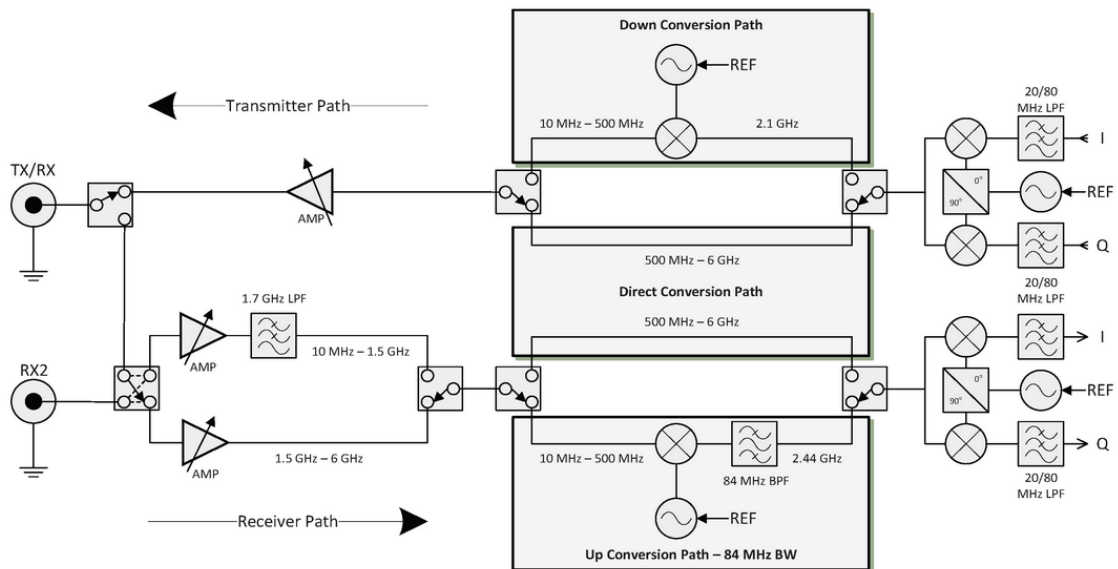 Down Conversion Path
REF
10 MHz – 500 MHz
2.1 GHz
Transmitter Path
TX/RX
AMP
20/80
MHz LPF
I
0°
90°
REF
Q
20/80
MHz LPF
500 MHz – 6 GHz
Direct Conversion Path
500 MHz – 6 GHz
1.7 GHz LPF
AMP
10 MHz – 1.5 GHz
RX2
AMP
1.5 GHz – 6 GHz
20/80
MHz LPF
I
0°
90°
REF
Q
20/80
MHz LPF
10 MHz – 500 MHz
84 MHz BPF
2.44 GHz
REF
Up Conversion Path – 84 MHz BW
Receiver Path